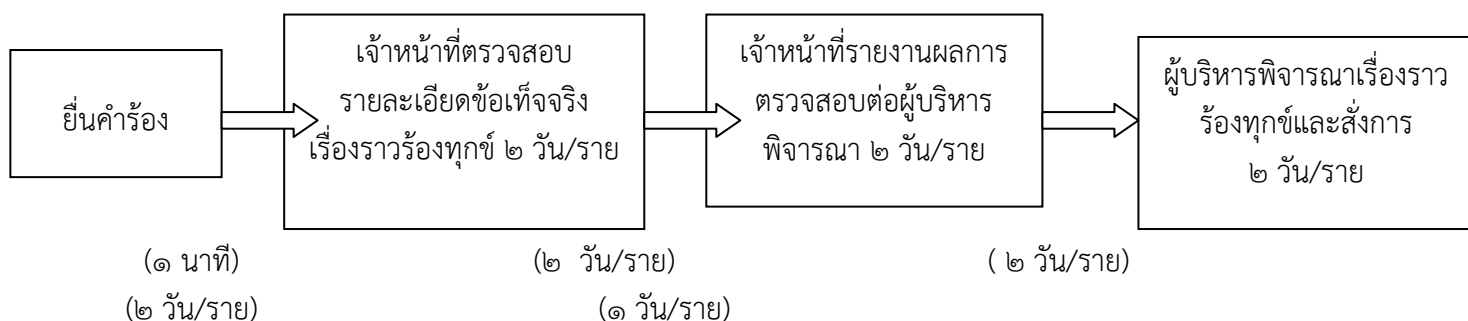 ยื่นคำร้อง
เจ้าหน้าที่ตรวจสอบ
รายละเอียดข้อเท็จจริง
เรื่องราวร้องทุกข์ ๒ วัน/ราย
เจ้าหน้าที่รายงานผลการ
ตรวจสอบต่อผู้บริหาร
พิจารณา ๒ วัน/ราย
ผู้บริหารพิจารณาเรื่องราว
ร้องทุกข์และสั่งการ
๒ วัน/ราย
(๑ นาที) (๒ วัน/ราย) ( ๒ วัน/ราย)
(๒ วัน/ราย) (๑ วัน/ราย)